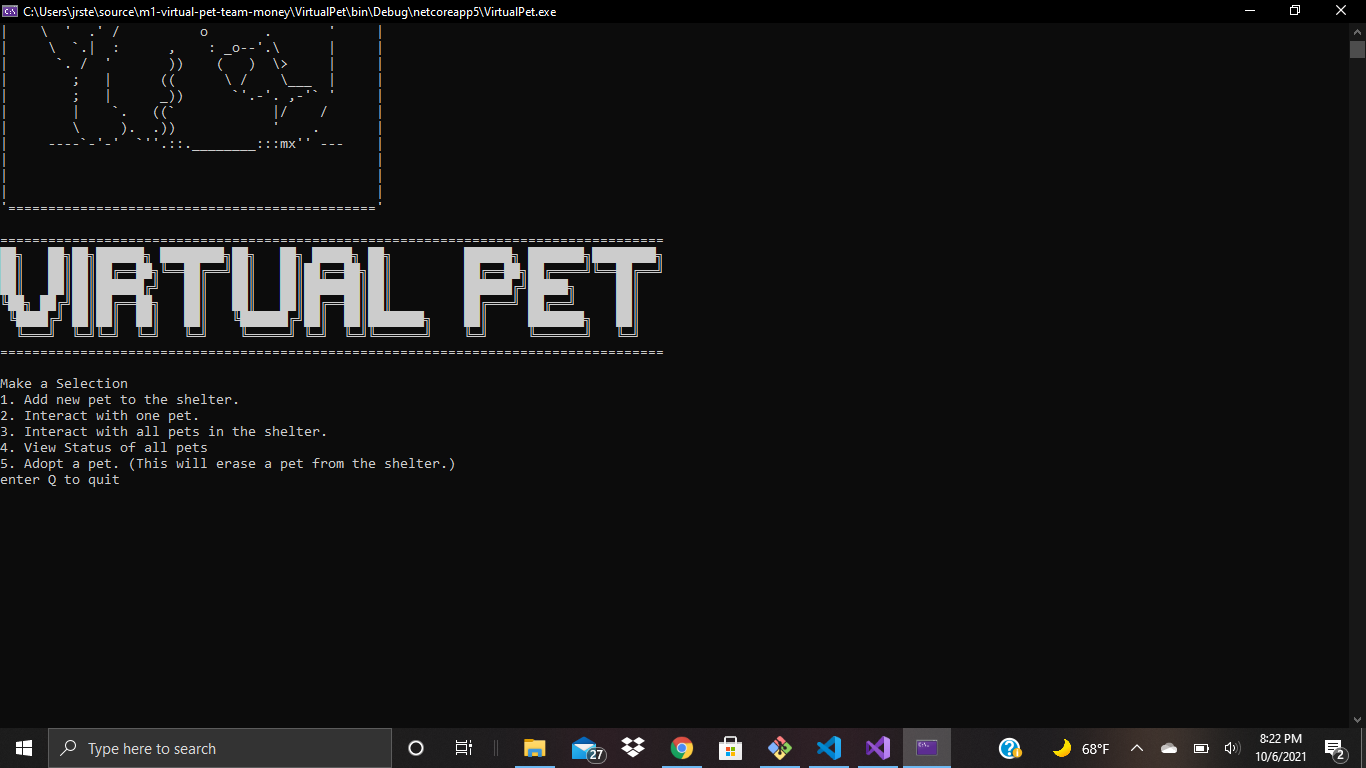 C:\Users\jrste\source\m1-virtual-pet-team-money\VirtualPet\bin\Debug\netcoreapp5\VirtualPet.exe
mx
VIRTUAL PET
Make a Selection
1. Add new pet to the shelter.
2. Interact with one pet.
3. Interact with all pets in the shelter.
4. View Status of all pets
5. Adopt a pet. (This will erase a pet from the shelter.)
enter Q to quit
Type here to search
27
68°F
8:22 PM
10/6/2021
2